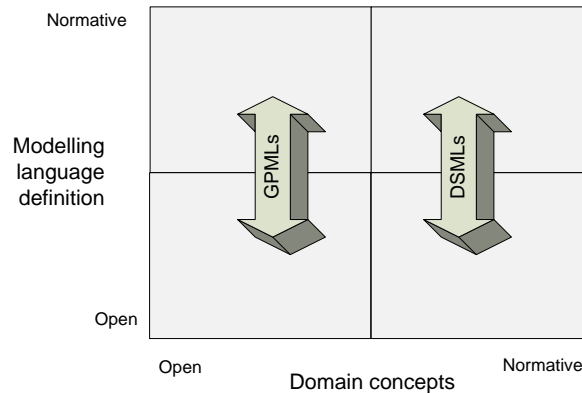 Normative
Modelling
language
definition
GPMLs
DSMLs
Open
Open
Normative
Domain concepts